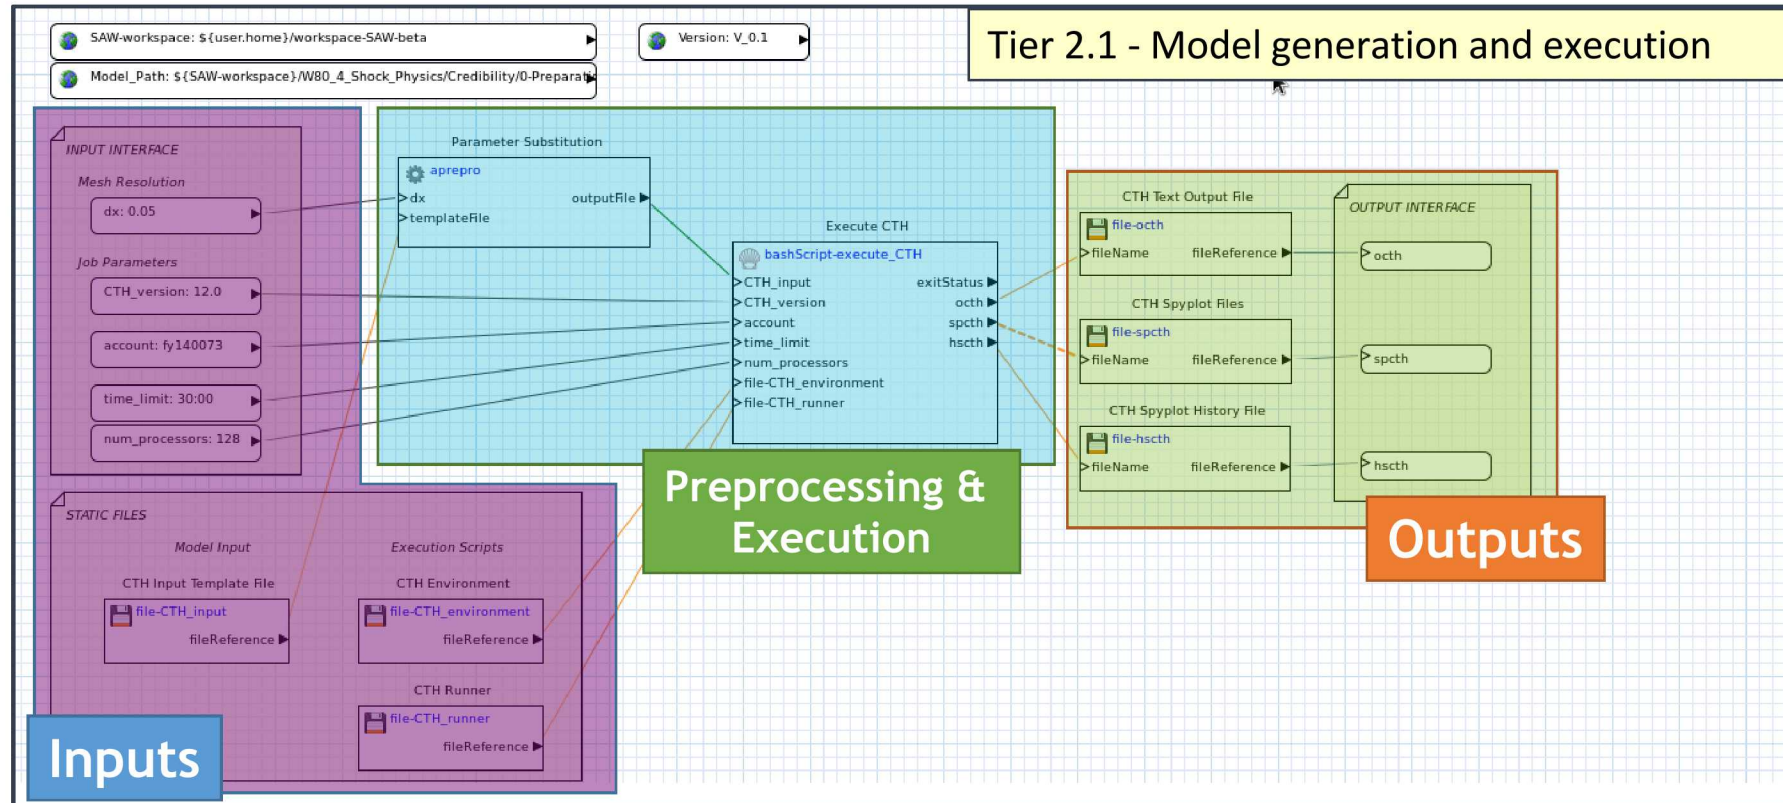 SAW-workspace: ${user.home}/workspace-SAW-beta
Version: V_0.1
Tier 2.1 - Model generation and execution
Model_Path: ${SAW-workspace}/W80_4_Shock_Physics/Credibility/0-Preparati
INPUT INTERFACE
Mesh Resolution
dx: 0.05
Job Parameters
CTH_version: 12.0
account: fy140073
time_limit: 30:00
num_processors: 128
STATIC FILES
Model Input
CTH Input Template File
file-CTH_input
fileReference
Execution Scripts
CTH Environment
file-CTH_environment
fileReference
CTH Runner
file-CTH_runner
fileReference
Inputs
Parameter Substitution
aprepro
dx
outputFile
templateFile
Execute CTH
bashScript-execute_CTH
CTH_input
exitStatus
CTH_version
octh
account
spcth
time_limit
hscth
num_processors
file-CTH_environment
file-CTH_runner
Preprocessing &
Execution
CTH Text Output File
file-octh
fileName
fileReference
CTH Spyplot Files
file-spcth
fileName
fileReference
CTH Spyplot History File
file-hscth
fileName
fileReference
OUTPUT INTERFACE
octh
spcth
hscth
Outputs